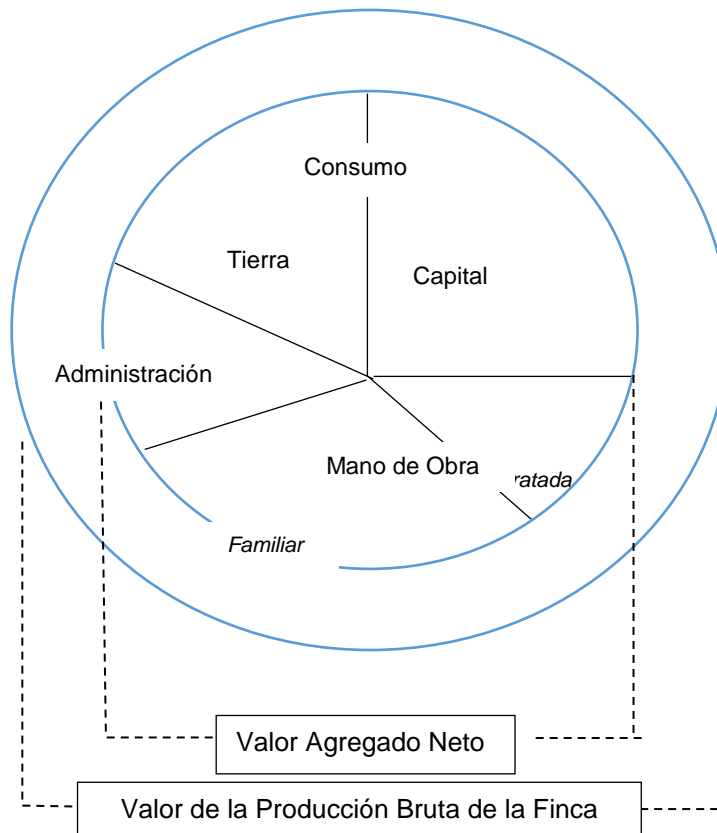 Consumo
Tierra
Capital
Administración
Mano de Obra
ratada
Familiar
Valor Agregado Neto
Valor de la Producción Bruta de la Finca